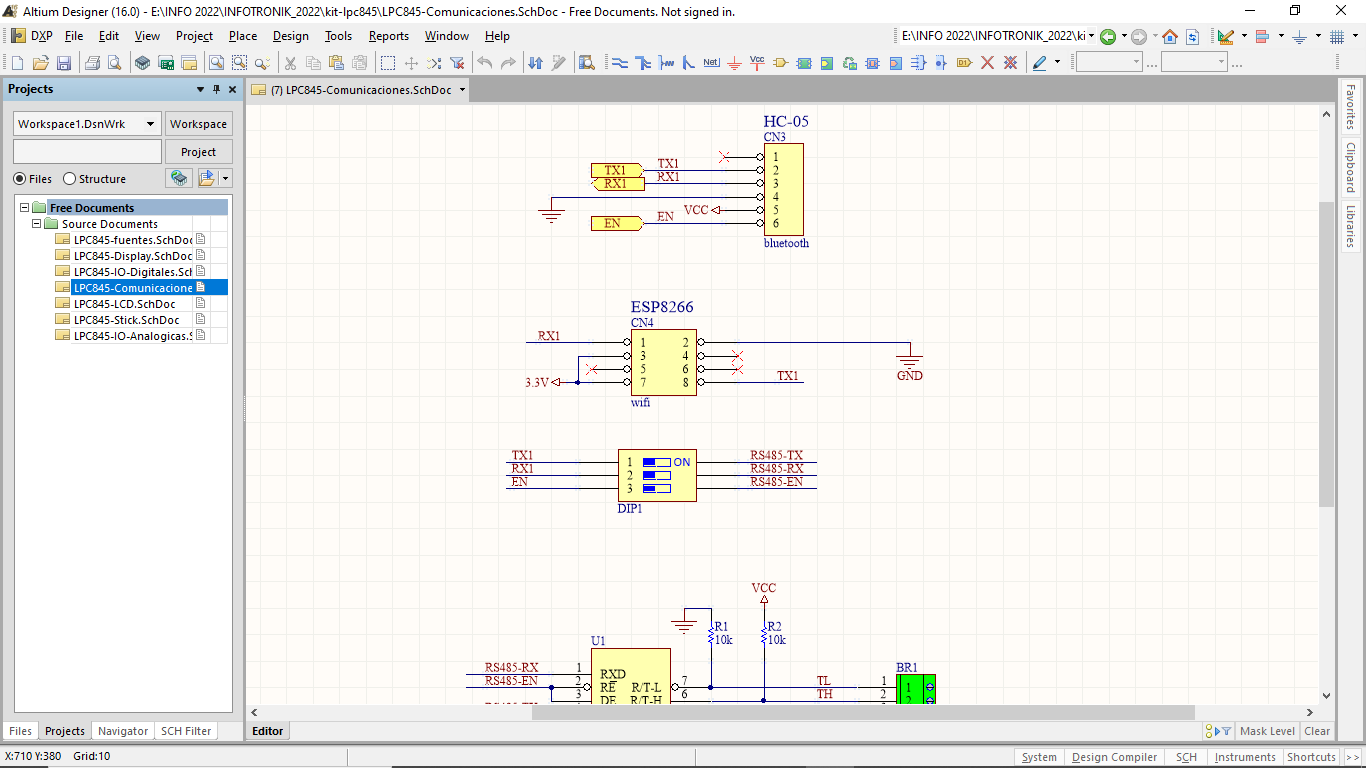 Altium Designer (16.0) - E:\INFO 2022\INFOTRONIK_2022\kit-lpc845\LPC845-Comunicaciones.SchDoc - Free Documents. Not signed in.
DXP File Edit View Project Place Design Tools Reports Window Help E:\INFO 2022\INFOTRONIK_2022\ki
Net Vcc D1
Projects
(7) LPC845-Comunicaciones.SchDoc
Workspace1.DsnWrk Workspace
Project
Files Structure
Free Documents
Source Documents
LPC845-fuentes.SchDoc
LPC845-Display.SchDoc
LPC845-IO-Digitales.Sch
LPC845-Comunicacione
LPC845-LCD.SchDoc
LPC845-Stick.SchDoc
LPC845-IO-Analogicas.S
Files Projects Navigator SCH Filter
HC-05
CN3
1
TX1 TX1 2
RX1 RX1 3
4
VCC 5
EN EN 6
bluetooth
ESP8266
CN4
RX1 1 2
3 4
5 6
3.3V 7 8 TX1
GND
wifi
TX1 1 ON RS485-TX
RX1 2 RS485-RX
EN 3 RS485-EN
DIP1
VCC
R1 R2
10k 10k
U1
RS485-RX 1 RXD
RS485-EN 2 RE R/T-L 7 TL 1 1
3 DE R/T-H 6 TH 2 2
BR1
Favorites
Clipboard
Libraries
Editor
Mask Level Clear
X:710 Y:380 Grid:10
System Design Compiler SCH Instruments Shortcuts >>